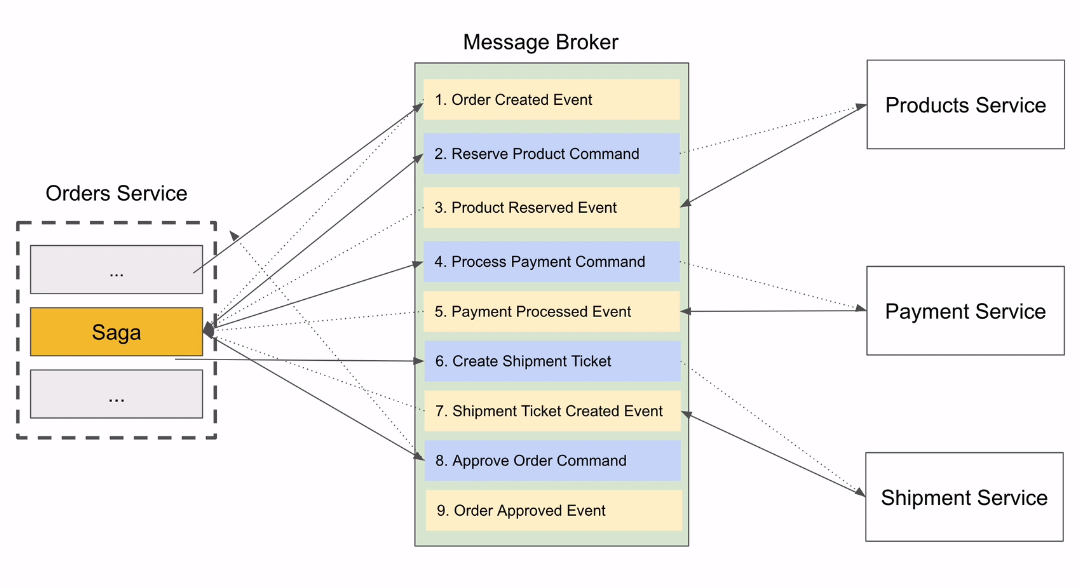 Message Broker
1. Order Created Event
2. Reserve Product Command
3. Product Reserved Event
4. Process Payment Command
5. Payment Processed Event
6. Create Shipment Ticket
7. Shipment Ticket Created Event
8. Approve Order Command
9. Order Approved Event
Orders Service
...
Saga
...
Products Service
Payment Service
Shipment Service